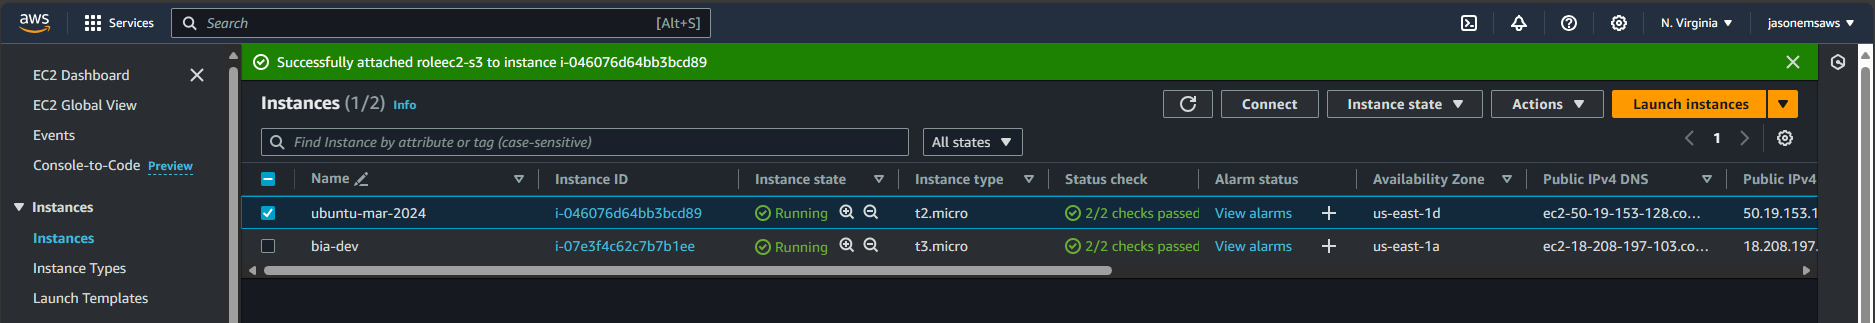 aws Services Search [Alt+S] N. Virginia jasonemsaws
EC2 Dashboard
EC2 Global View
Events
Console-to-Code Preview
Instances
Instances
Instance Types
Launch Templates
Successfully attached roleec2-s3 to instance i-046076d64bb3bcd89
Instances (1/2) Info Connect Instance state Actions Launch instances
Find Instance by attribute or tag (case-sensitive) All states 1
Name Instance ID Instance state Instance type Status check Alarm status Availability Zone Public IPv4 DNS Public IPv4
ubuntu-mar-2024 i-046076d64bb3bcd89 Running t2.micro 2/2 checks passed View alarms us-east-1d ec2-50-19-153-128.co... 50.19.153.1
bia-dev i-07e3f4c62c7b7b1ee Running t3.micro 2/2 checks passed View alarms us-east-1a ec2-18-208-197-103.co... 18.208.197.